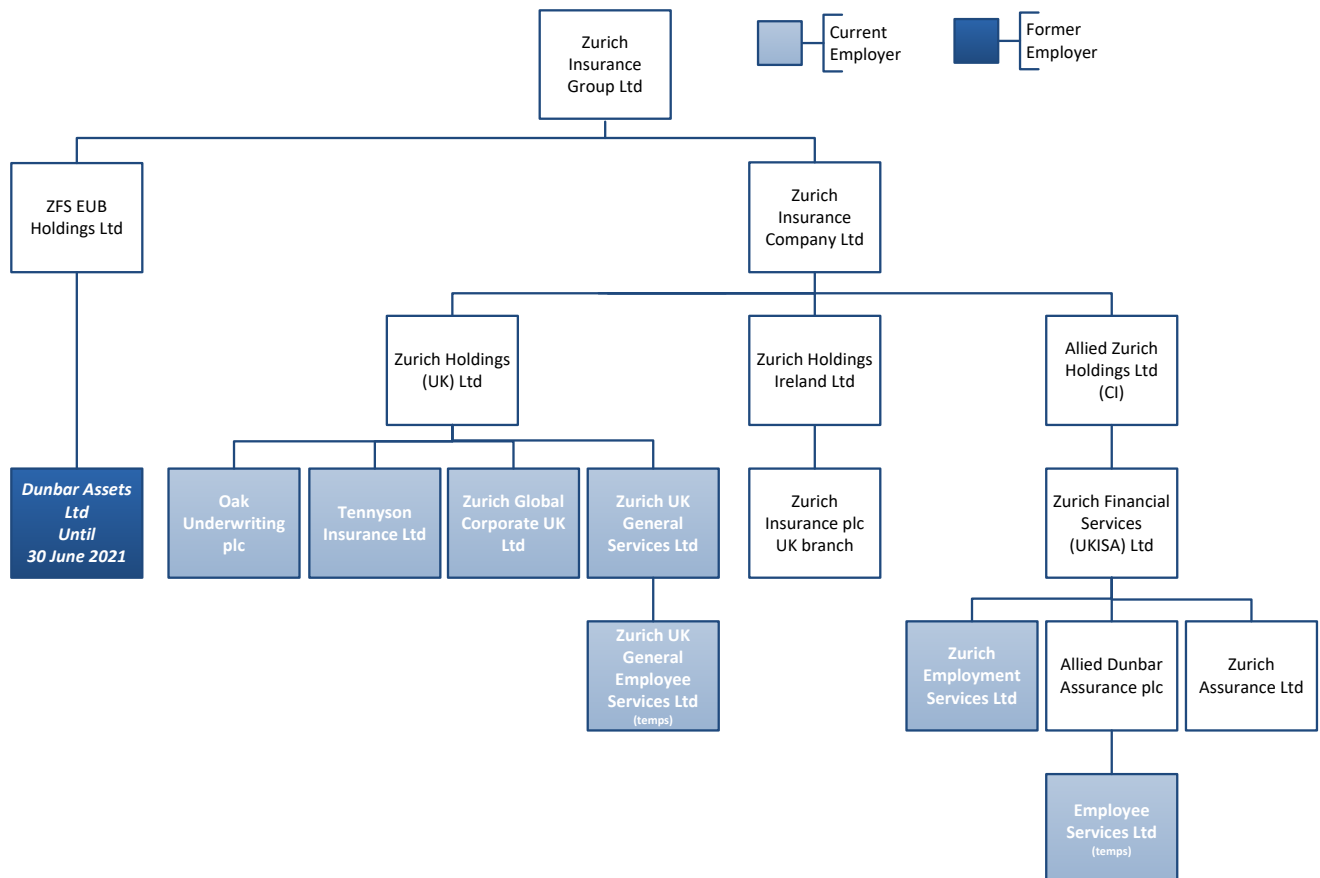 Zurich
Insurance
Group Ltd
Current
Employer
Former
Employer
ZFS EUB
Holdings Ltd
Zurich
Insurance
Company Ltd
Zurich Holdings
(UK) Ltd
Zurich Holdings
Ireland Ltd
Allied Zurich
Holdings Ltd
(CI)
Dunbar Assets
Ltd
Until
30 June 2021
Oak
Underwriting
plc
Tennyson
Insurance Ltd
Zurich Global
Corporate UK
Ltd
Zurich UK
General
Services Ltd
Zurich
Insurance plc
UK branch
Zurich Financial
Services
(UKISA) Ltd
Zurich UK
General
Employee
Services Ltd
(temps)
Zurich
Employment
Services Ltd
Allied Dunbar
Assurance plc
Zurich
Assurance Ltd
Employee
Services Ltd
(temps)